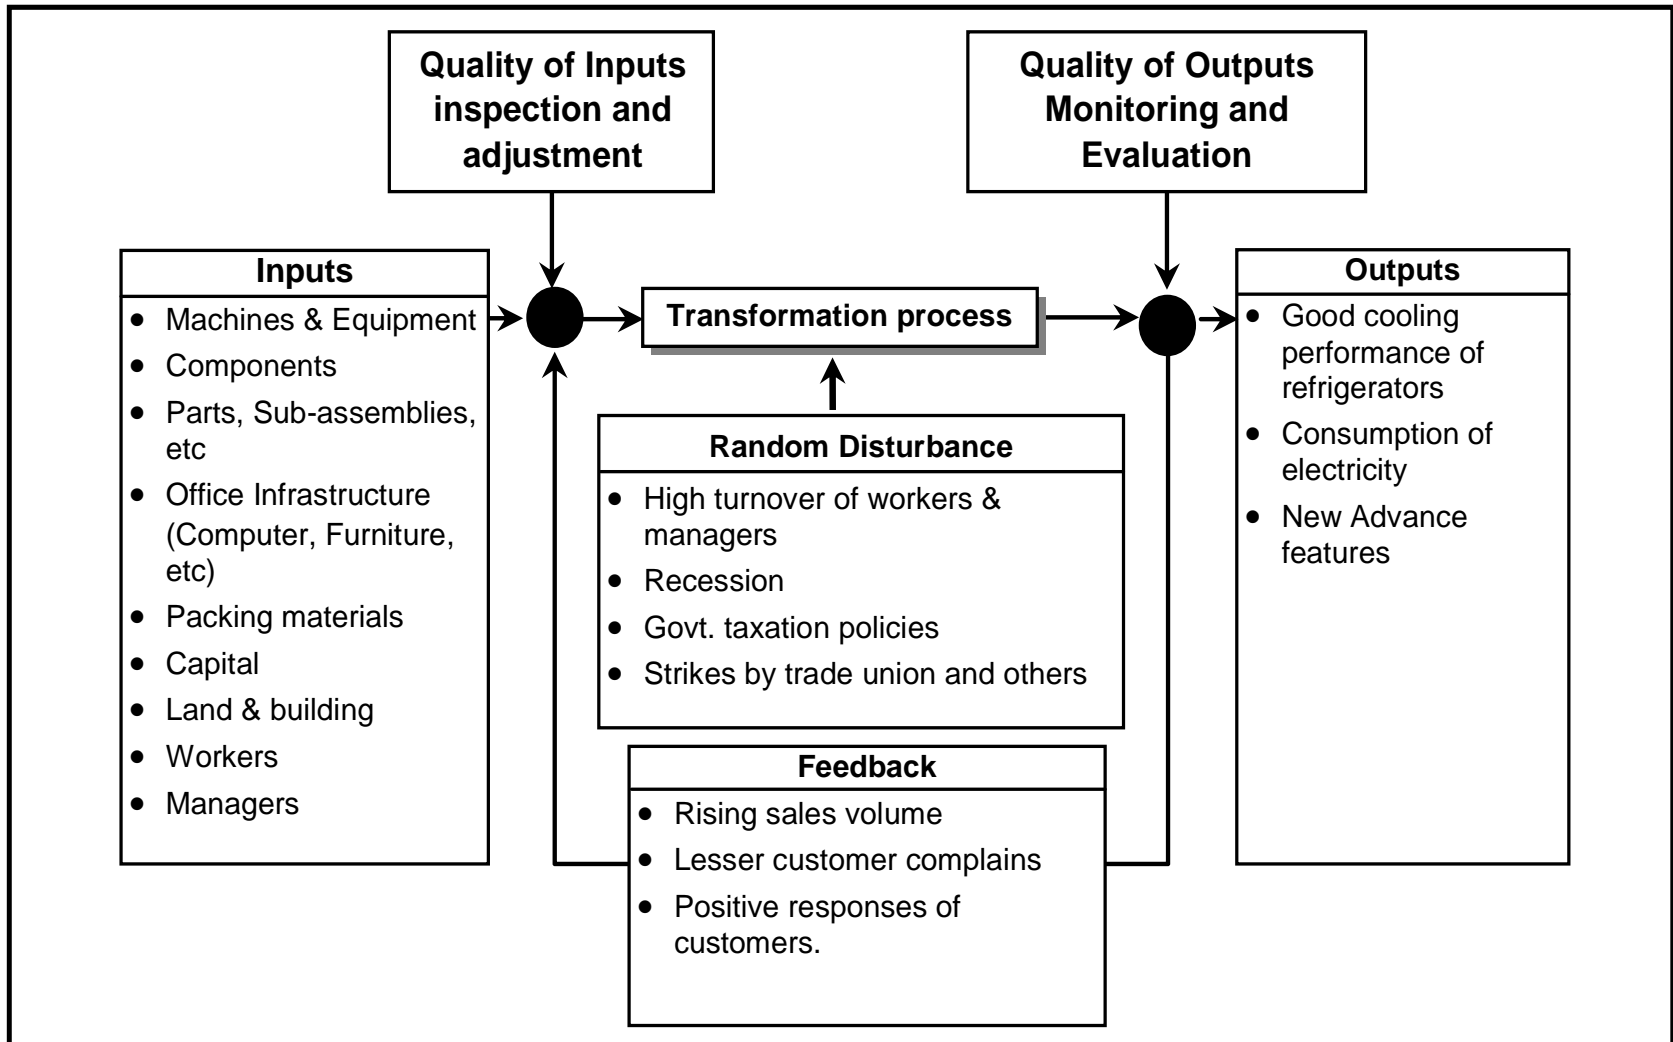 Quality of Inputs
inspection and
adjustment
Quality of Outputs
Monitoring and
Evaluation
Inputs
• Machines & Equipment
• Components
• Parts, Sub-assemblies,
etc
• Office Infrastructure
(Computer, Furniture,
etc)
• Packing materials
• Capital
• Land & building
• Workers
• Managers
Transformation process
Random Disturbance
• High turnover of workers &
managers
• Recession
• Govt. taxation policies
• Strikes by trade union and others
Feedback
• Rising sales volume
• Lesser customer complains
• Positive responses of
customers.
Outputs
• Good cooling
performance of
refrigerators
• Consumption of
electricity
• New Advance
features